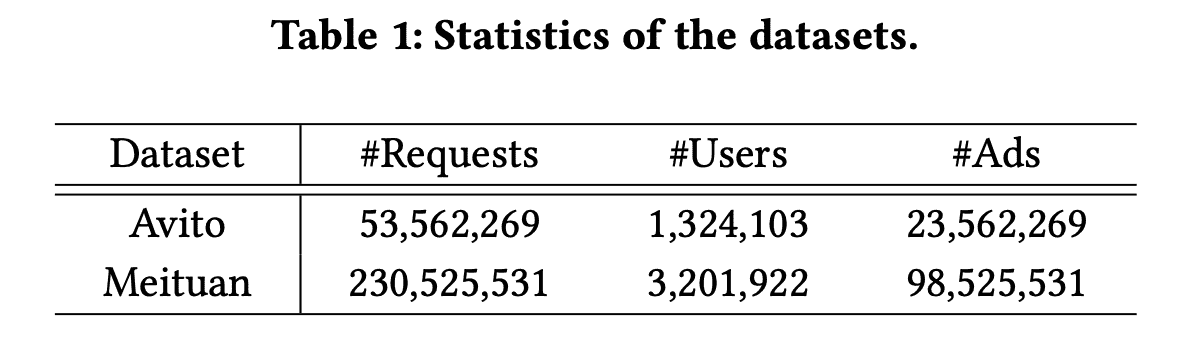 Table 1: Statistics of the datasets.
Dataset #Requests #Users #Ads
Avito 53,562,269 1,324,103 23,562,269
Meituan 230,525,531 3,201,922 98,525,531